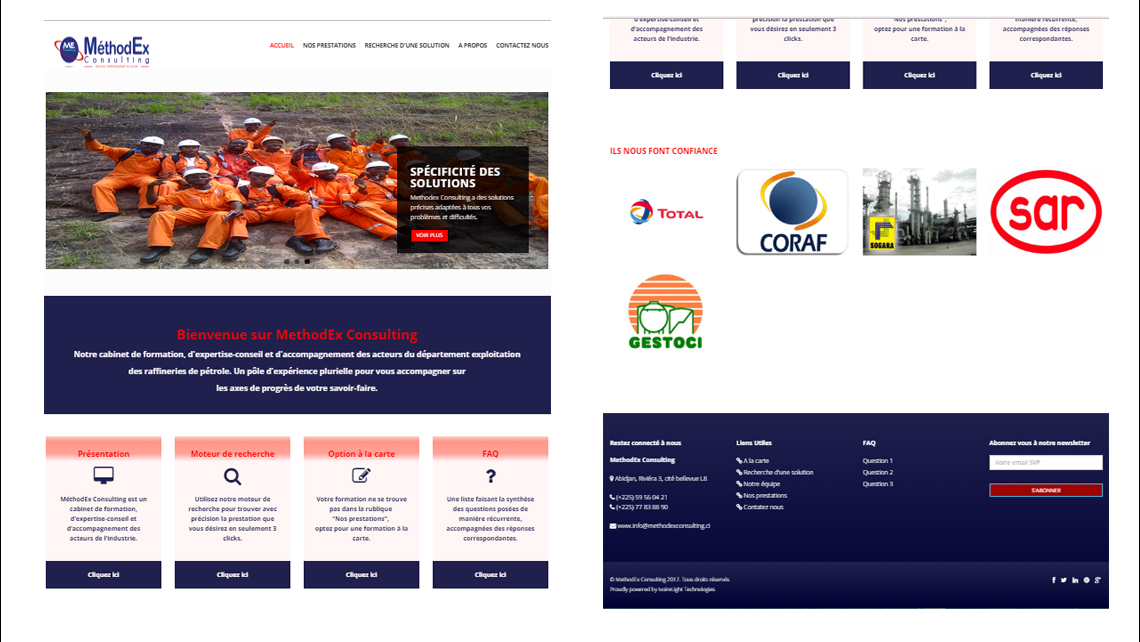 MéthodEx
Consulting
ACCUEIL NOS PRESTATIONS RECHERCHE D'UNE SOLUTION A PROPOS CONTACTEZ NOUS
SPÉCIFICITÉ DES
SOLUTIONS
Methodex Consulting a des solutions
précises adaptées à tous vos
problèmes et difficultés.
VOIR PLUS
Bienvenue sur MethodEx Consulting
Notre cabinet de formation, d'expertise-conseil et d'accompagnement des acteurs du département exploitation
des raffineries de pétrole. Un pôle d'expérience plurielle pour vous accompagner sur
les axes de progrès de votre savoir-faire.
Présentation
MéthodEx Consulting est un
cabinet de formation,
d'expertise-conseil et
d'accompagnement des
acteurs de l'industrie.
Cliquez ici
Moteur de recherche
Utilisez notre moteur de
recherche pour trouver avec
précision la prestation que
vous désirez en seulement 3
clicks.
Cliquez ici
Option à la carte
Votre formation ne se trouve
pas dans la rublique
"Nos prestations",
optez pour une formation à la
carte.
Cliquez ici
FAQ
?
Une liste faisant la synthèse
des questions posées de
manière récurrente,
accompagnées des réponses
correspondantes.
Cliquez ici
d'expertise-conseil et
d'accompagnement des
acteurs de l'industrie.
Cliquez ici
précision la prestation que
vous désirez en seulement 3
clicks.
Cliquez ici
"Nos prestations",
optez pour une formation à la
carte.
Cliquez ici
manière récurrente,
accompagnées des réponses
correspondantes.
Cliquez ici
ILS NOUS FONT CONFIANCE
TOTAL
CORAF
SOGARA
sar
GESTOCI
Restez connecté à nous
MethodEx Consulting
Abidjan, Riviéra 3, cité bellevue L8
(+225) 59 56 04 21
(+225) 77 83 88 90
www.info@methodexconsulting.ci
Liens Utiles
A la carte
Recherche d'une solution
Notre équipe
Nos prestations
Contatez nous
FAQ
Question 1
Question 2
Question 3
Abonnez vous à notre newsletter
Votre email SVP
S'ABONNER
© MethodEx Consulting 2017. Tous droits réservés
Proudly powered by IvoireLight Technologies